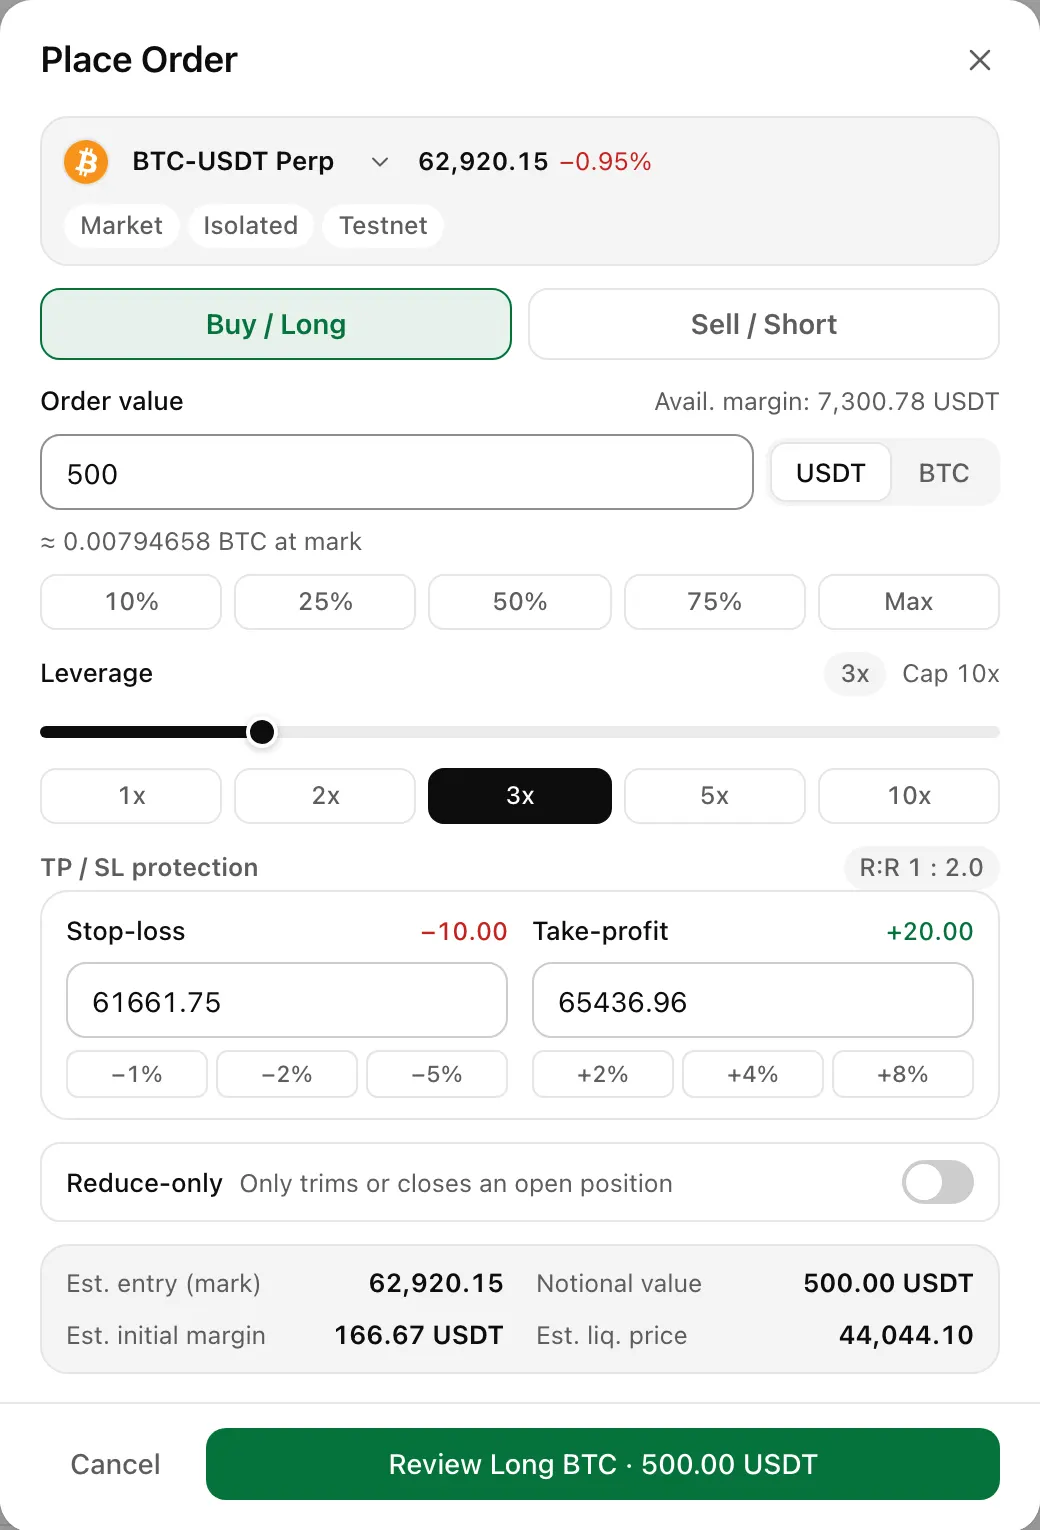 Place Order
BTC-USDT Perp 62,920.15 −0.95%
Market Isolated Testnet
Buy / Long Sell / Short
Order value Avail. margin: 7,300.78 USDT
500 USDT BTC
≈ 0.00794658 BTC at mark
10% 25% 50% 75% Max
Leverage 3x Cap 10x
1x 2x 3x 5x 10x
TP / SL protection R:R 1 : 2.0
Stop-loss −10.00 Take-profit +20.00
61661.75 65436.96
−1% −2% −5% +2% +4% +8%
Reduce-only Only trims or closes an open position
Est. entry (mark) 62,920.15 Notional value 500.00 USDT
Est. initial margin 166.67 USDT Est. liq. price 44,044.10
Cancel Review Long BTC · 500.00 USDT